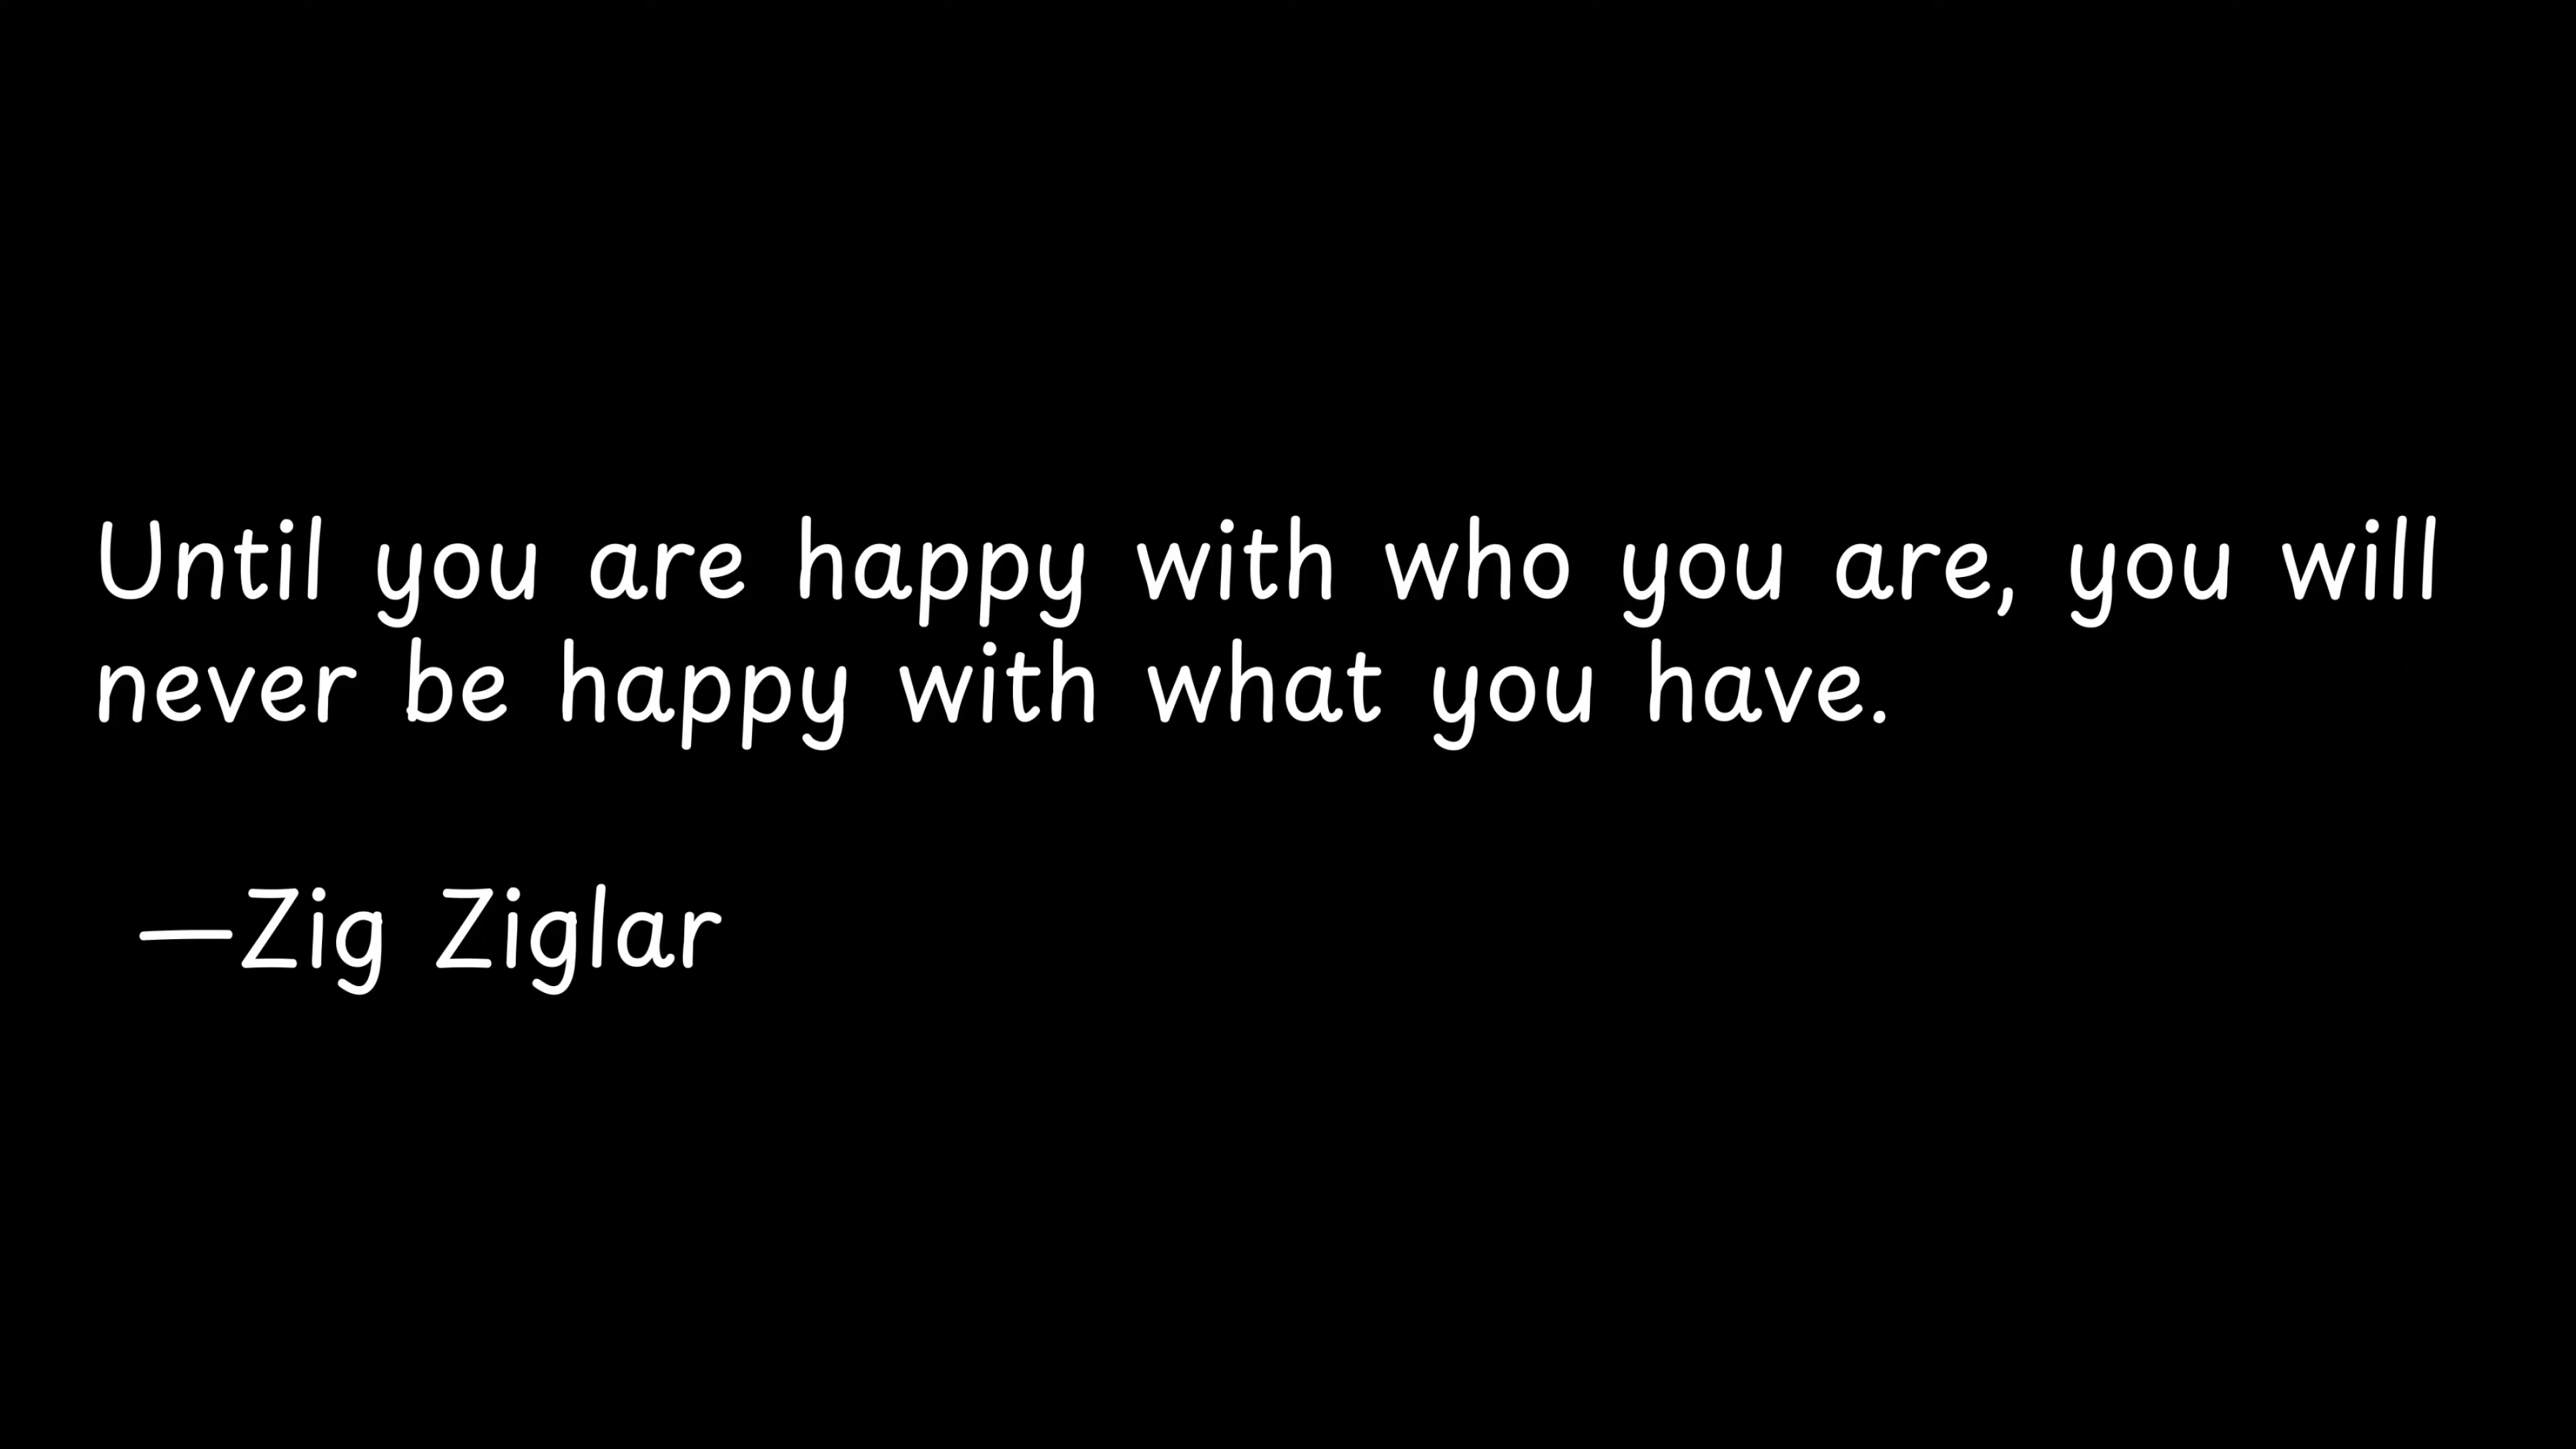 Until you are happy with who you are, you will
never be happy with what you have.
—Zig Ziglar